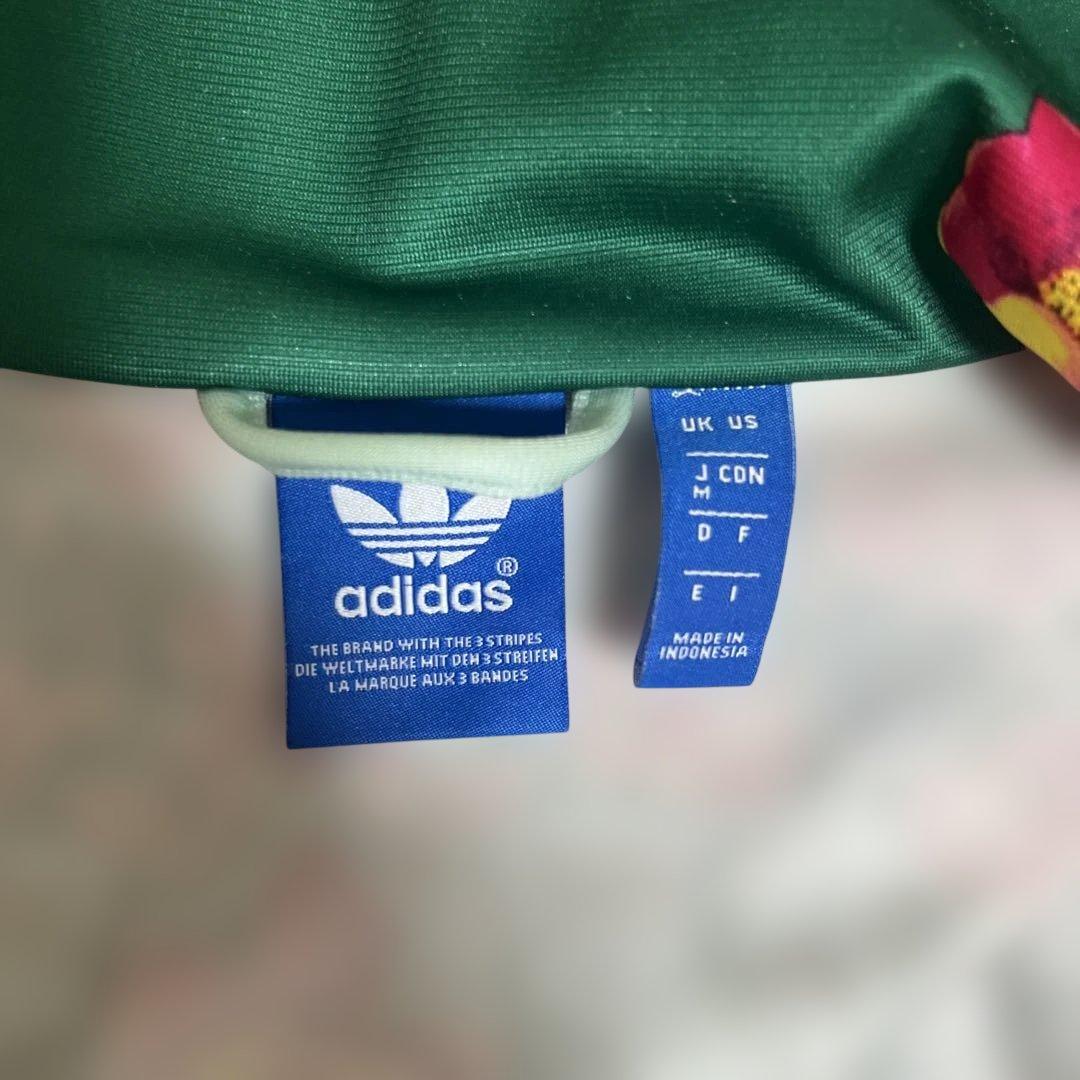 adidas®
THE BRAND WITH THE 3 STRIPES
DIE WELTMARKE MIT DEN 3 STREIFEN
LA MARQUE AUX 3 BANDES
UK US
J CDN
M
D F
E I
MADE IN
INDONESIA